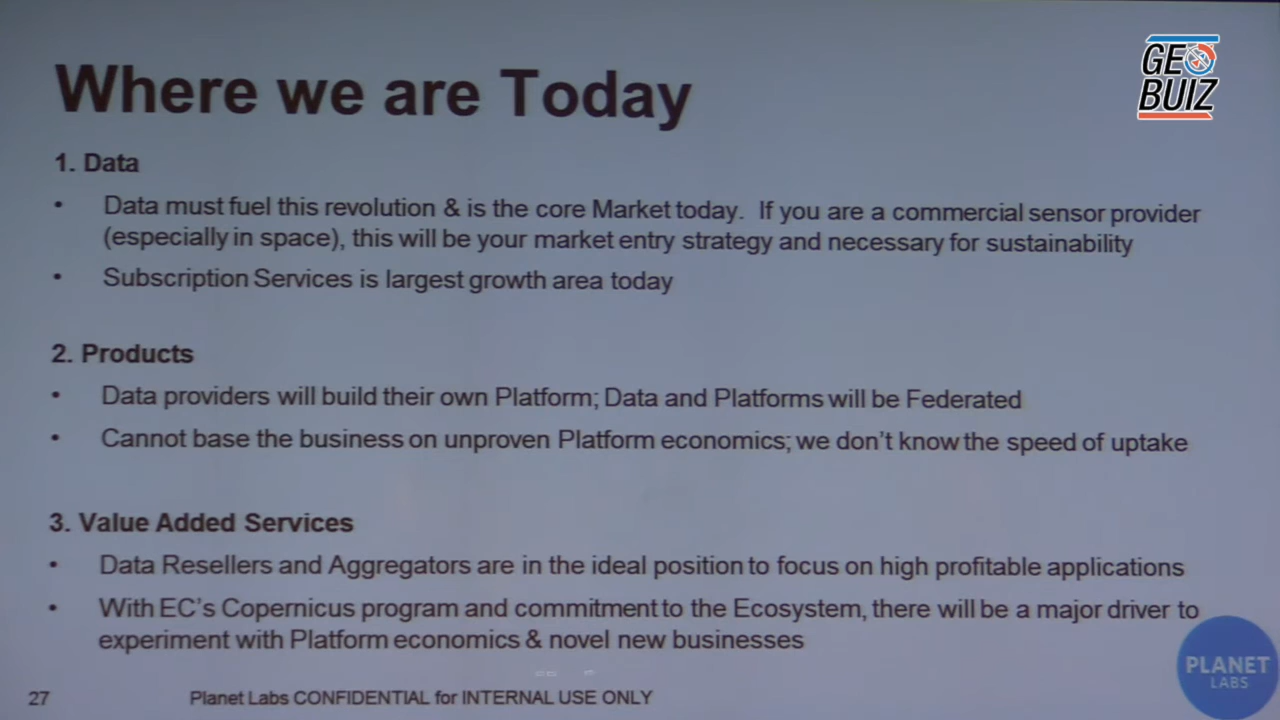 Where we are Today
GEO
BUIZ
1. Data
• Data must fuel this revolution & is the core Market today. If you are a commercial sensor provider
(especially in space), this will be your market entry strategy and necessary for sustainability
• Subscription Services is largest growth area today
2. Products
• Data providers will build their own Platform; Data and Platforms will be Federated
• Cannot base the business on unproven Platform economics; we don't know the speed of uptake
3. Value Added Services
• Data Resellers and Aggregators are in the ideal position to focus on high profitable applications
• With EC's Copernicus program and commitment to the Ecosystem, there will be a major driver to
experiment with Platform economics & novel new businesses
PLANET
LABS
27 Planet Labs CONFIDENTIAL for INTERNAL USE ONLY